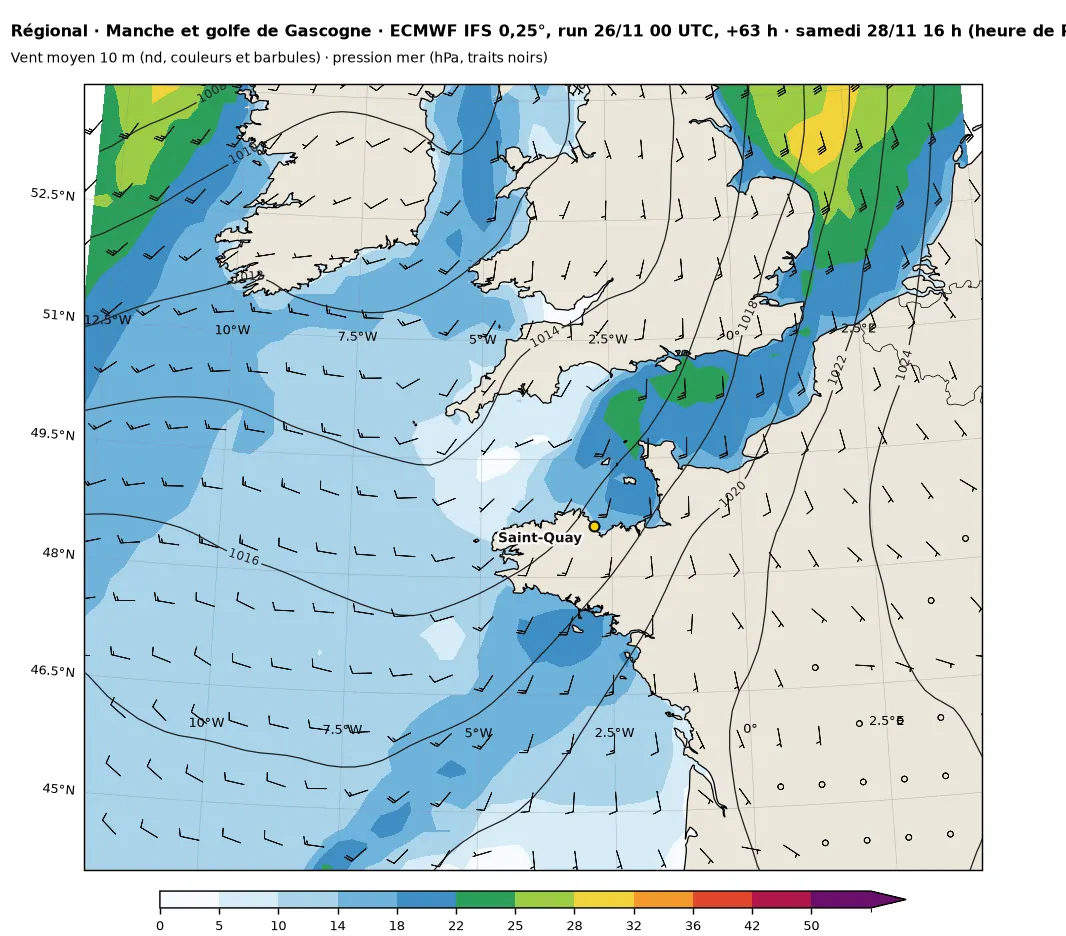 Régional · Manche et golfe de Gascogne · ECMWF IFS 0,25°, run 26/11 00 UTC, +63 h · samedi 28/11 16 h (heure de
Vent moyen 10 m (nd, couleurs et barbules) · pression mer (hPa, traits noirs)
1008
1010
52.5°N
1012
51°N
12.5°W
10°W
7.5°W
5°W
1014
2.5°W
0°
1018
2.5°E
1022
1024
49.5°N
1020
Saint-Quay
48°N
1016
46.5°N
10°W
7.5°W
5°W
2.5°W
0°
2.5°E
45°N
0 5 10 14 18 22 25 28 32 36 42 50